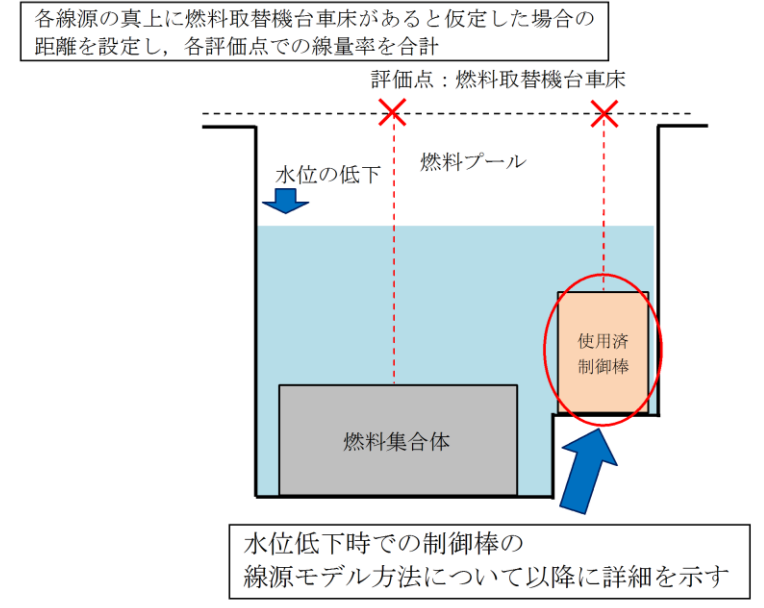 各線源の真上に燃料取替機台車床があると仮定した場合の
距離を設定し，各評価点での線量率を合計
評価点：燃料取替機台車床
燃料プール
水位の低下
使用済
制御棒
燃料集合体
水位低下時での制御棒の
線源モデル方法について以降に詳細を示す